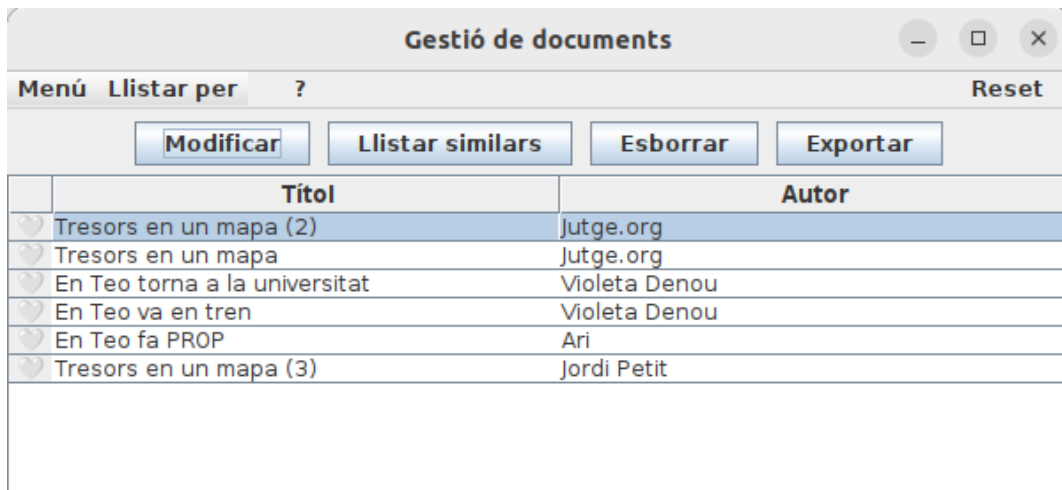 Gestió de documents
Menú Llistar per ? Reset
Modificar Llistar similars Esborrar Exportar
Títol Autor
Tresors en un mapa (2) Jutge.org
Tresors en un mapa Jutge.org
En Teo torna a la universitat Violeta Denou
En Teo va en tren Violeta Denou
En Teo fa PROP Ari
Tresors en un mapa (3) Jordi Petit